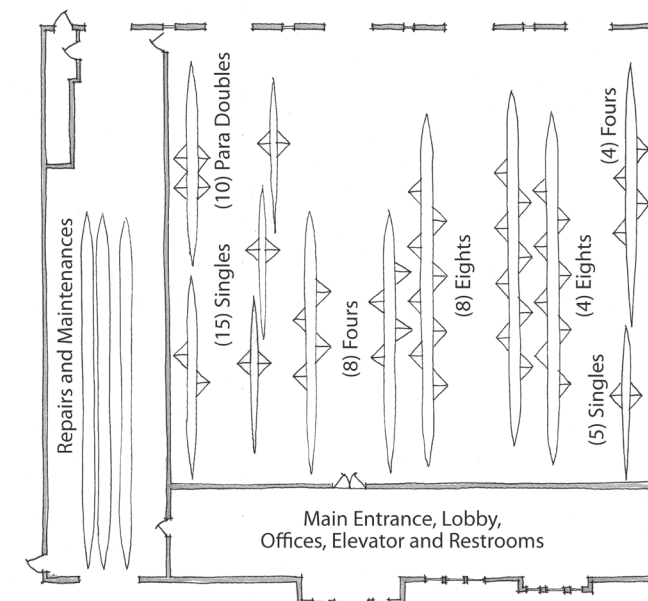 Repairs and Maintenances
(10) Para Doubles
(15) Singles
(8) Fours
(8) Eights
(4) Eights
(4) Fours
(5) Singles
Main Entrance, Lobby,
Offices, Elevator and Restrooms